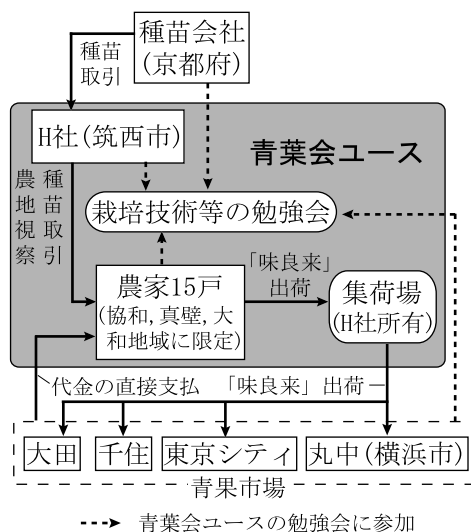 種苗会社
(京都府)
種苗
取引
H社(筑西市)
青葉会ユース
種苗取引
農地視察
栽培技術等の勉強会
農家15戸
(協和,真壁,大
和地域に限定)
「味良来」
出荷
集荷場
(H社所有)
代金の直接支払
「味良来」出荷
大田
千住
東京シティ
丸中(横浜市)
青果市場
青葉会ユースの勉強会に参加